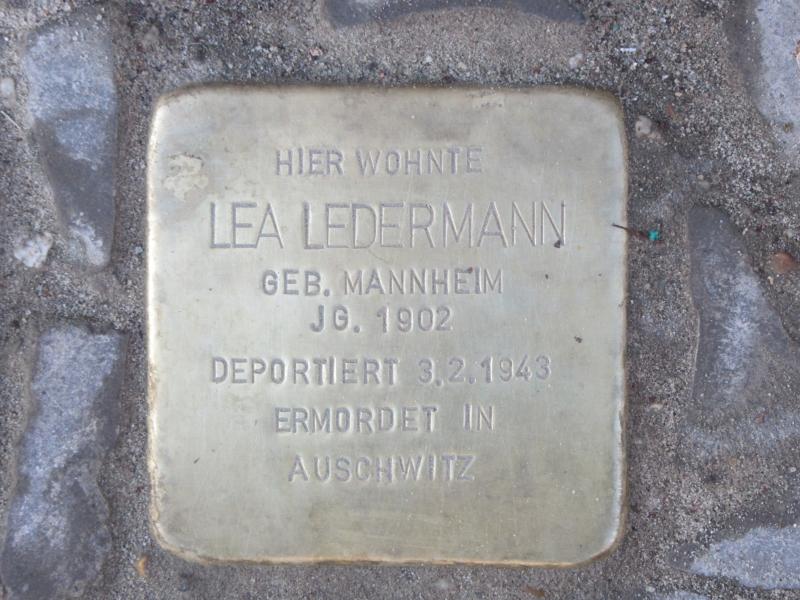 HIER WOHNTE
LEA LEDERMANN
GEB. MANNHEIM
JG. 1902
DEPORTIERT 3.2.1943
ERMORDET IN
AUSCHWITZ